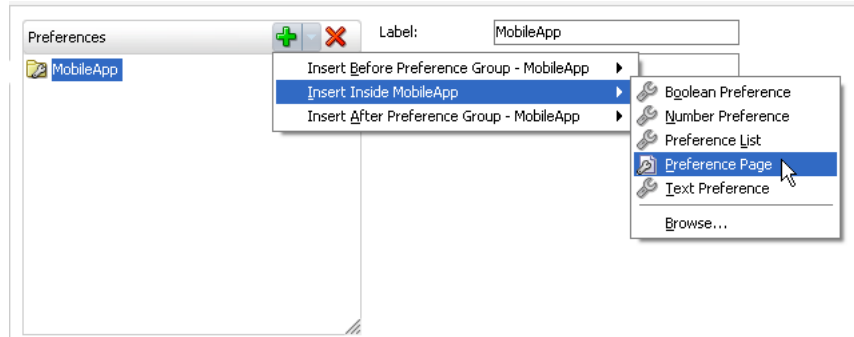 Preferences
Label:
MobileApp
MobileApp
Insert Before Preference Group - MobileApp
Insert Inside MobileApp
Insert After Preference Group - MobileApp
Boolean Preference
Number Preference
Preference List
Preference Page
Text Preference
Browse...